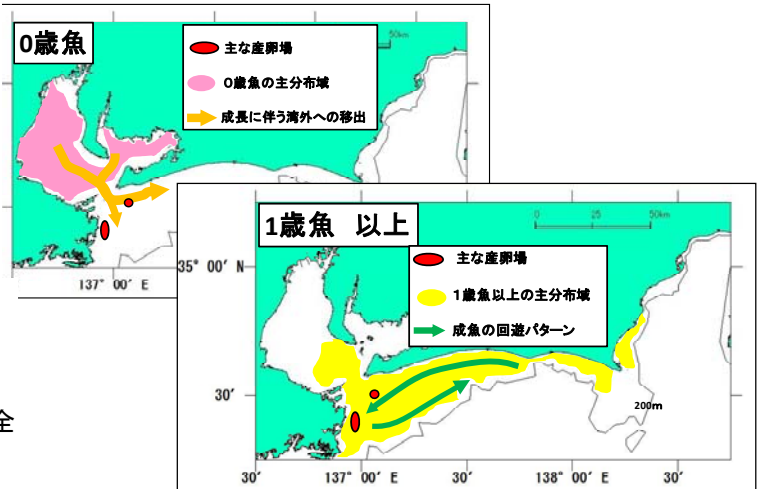 0歳魚
主な産卵場
0歳魚の主分布域
成長に伴う湾外への移出
50km
137° 00′ E
1歳魚 以上
0 25 50km
主な産卵場
1歳魚以上の主分布域
成魚の回遊パターン
35° 00′ N
30′
200m
30′ 137° 00′ E 30′ 138° 00′ E 30′
全